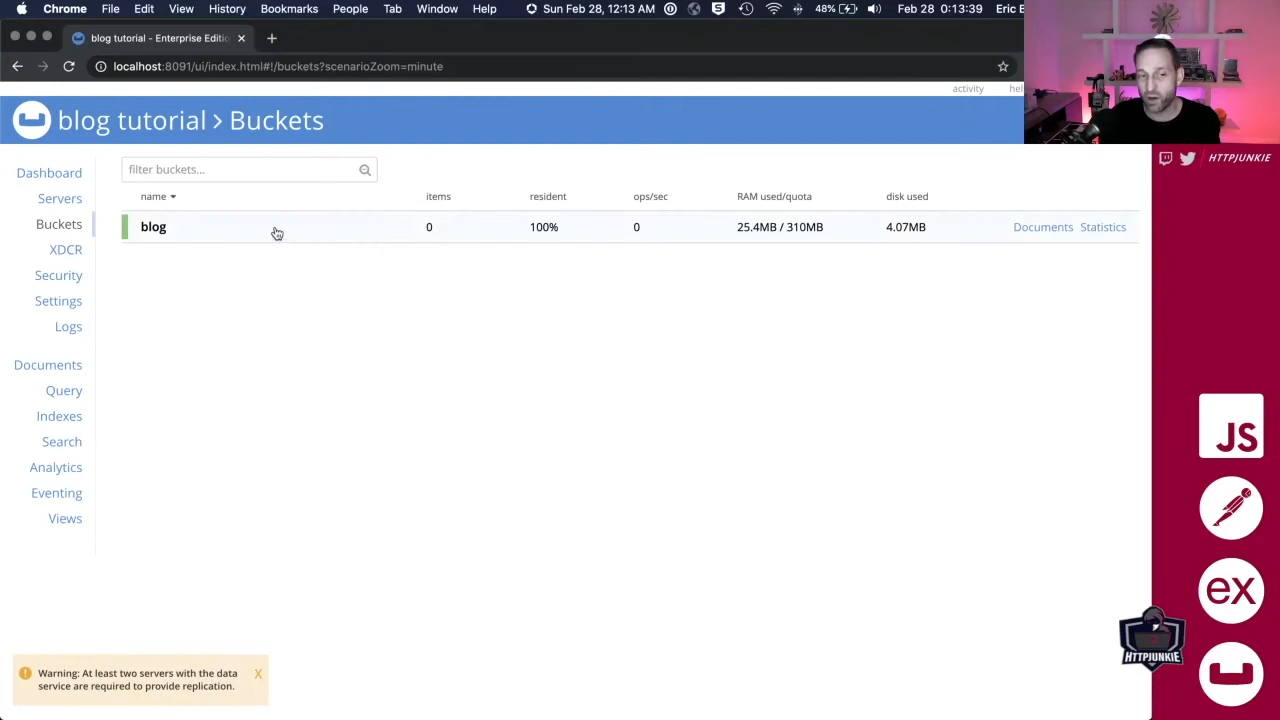 Chrome File Edit View History Bookmarks People Tab Window Help Sun Feb 28, 12:13 AM 48% Feb 28 0:13:39 Eric B
blog tutorial - Enterprise Editio
localhost:8091/ui/index.html#!/buckets?scenarioZoom=minute
activity hel
blog tutorial > Buckets
HTTPJUNKIE
Dashboard
Servers
Buckets
XDCR
Security
Settings
Logs
Documents
Query
Indexes
Search
Analytics
Eventing
Views
filter buckets...
name items resident ops/sec RAM used/quota disk used
blog 0 100% 0 25.4MB / 310MB 4.07MB Documents Statistics
JS
ex
HTTPJUNKIE
Warning: At least two servers with the data X
service are required to provide replication.